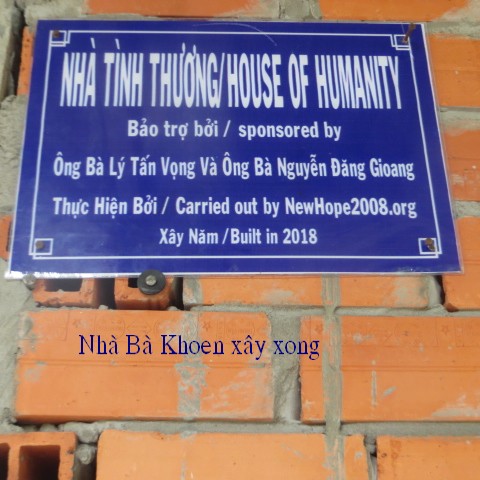 NHÀ TÌNH THƯƠNG/HOUSE OF HUMANITY
Bảo trợ bởi / sponsored by
Ông Bà Lý Tấn Vọng Và Ông Bà Nguyễn Đăng Gioang
Thực Hiện Bởi / Carried out by NewHope2008.org
Xây Năm /Built in 2018
Nhà Bà Khoen xây xong